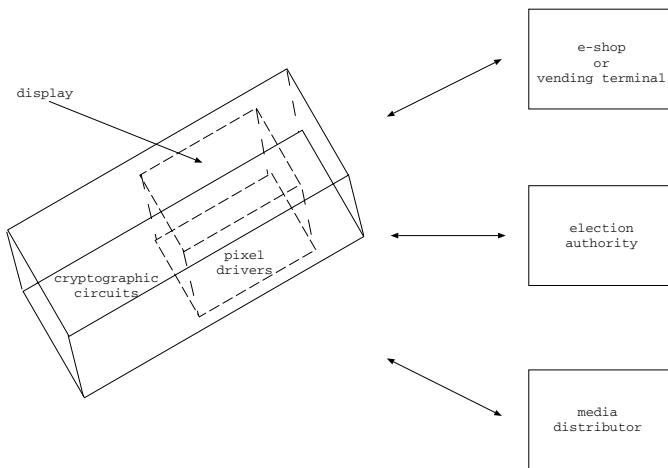 e-shop
or
vending terminal
display
election
authority
pixel
drivers
cryptographic
circuits
media
distributor